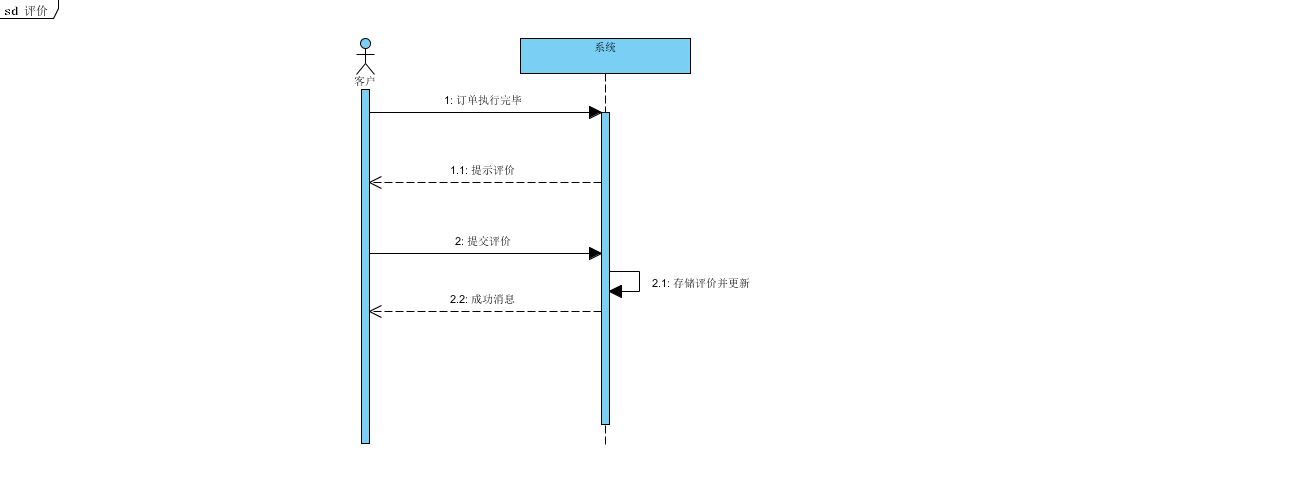 sd 评价
系统
客户
1: 订单执行完毕
1.1: 提示评价
2: 提交评价
2.1: 存储评价并更新
2.2: 成功消息